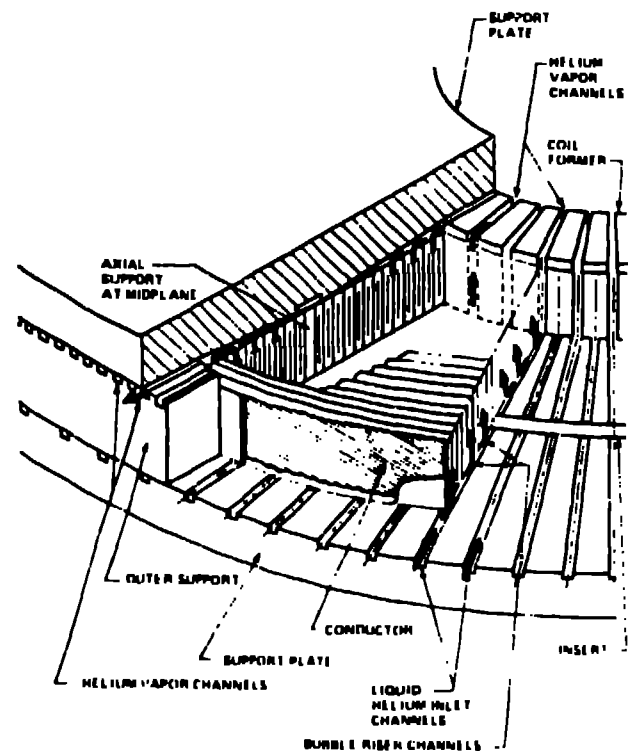 SUPPORT
PLATE
HELIUM
VAPOR
CHANNELS
COIL
FORMER
AXIAL
SUPPORT
AT MIDPLANE
OUTER SUPPORT
CONDUCTOR
INSERT
SUPPORT PLATE
HELIUM VAPOR CHANNELS
LIQUID
HELIUM INLET
CHANNELS
BUBBLE RISER CHANNELS